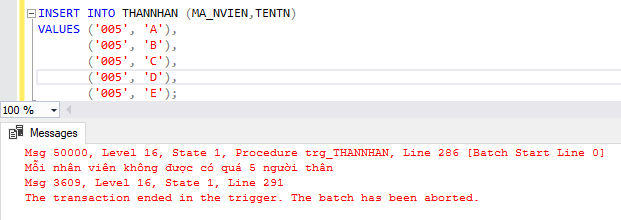 INSERT INTO THANNHAN (MA_NVIEN,TENTN)
VALUES ('005', 'A'),
('005', 'B'),
('005', 'C'),
('005', 'D'),
('005', 'E');
100 %
Messages
Msg 50000, Level 16, State 1, Procedure trg_THANNHAN, Line 286 [Batch Start Line 0]
Mỗi nhân viên không được có quá 5 người thân
Msg 3609, Level 16, State 1, Line 291
The transaction ended in the trigger. The batch has been aborted.